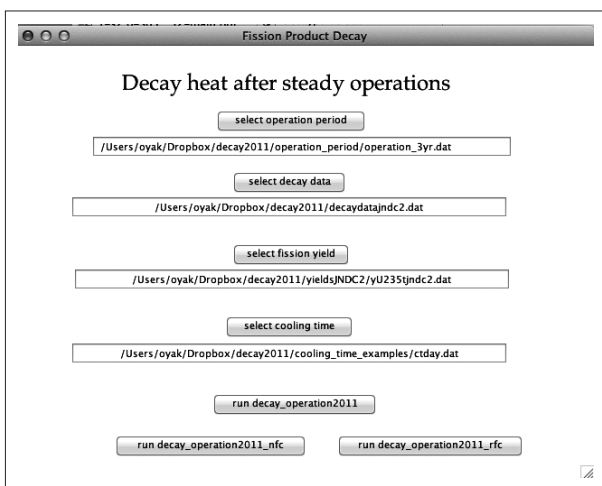 Fission Product Decay
Decay heat after steady operations
select operation period
/Users/oyak/Dropbox/decay2011/operation_period/operation_3yr.dat
select decay data
/Users/oyak/Dropbox/decay2011/decaydatajndc2.dat
select fission yield
/Users/oyak/Dropbox/decay2011/yieldsJNDC2/yU235tjndc2.dat
select cooling time
/Users/oyak/Dropbox/decay2011/cooling_time_examples/ctday.dat
run decay_operation2011
run decay_operation2011_nfc run decay_operation2011_rfc